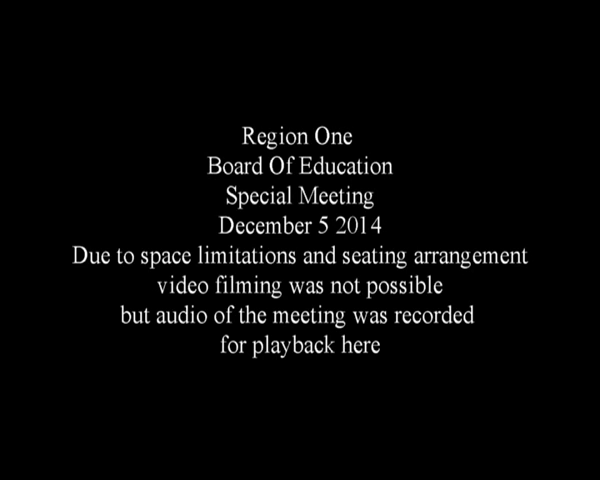 Region One
Board Of Education
Special Meeting
December 5 2014
Due to space limitations and seating arrangement
video filming was not possible
but audio of the meeting was recorded
for playback here